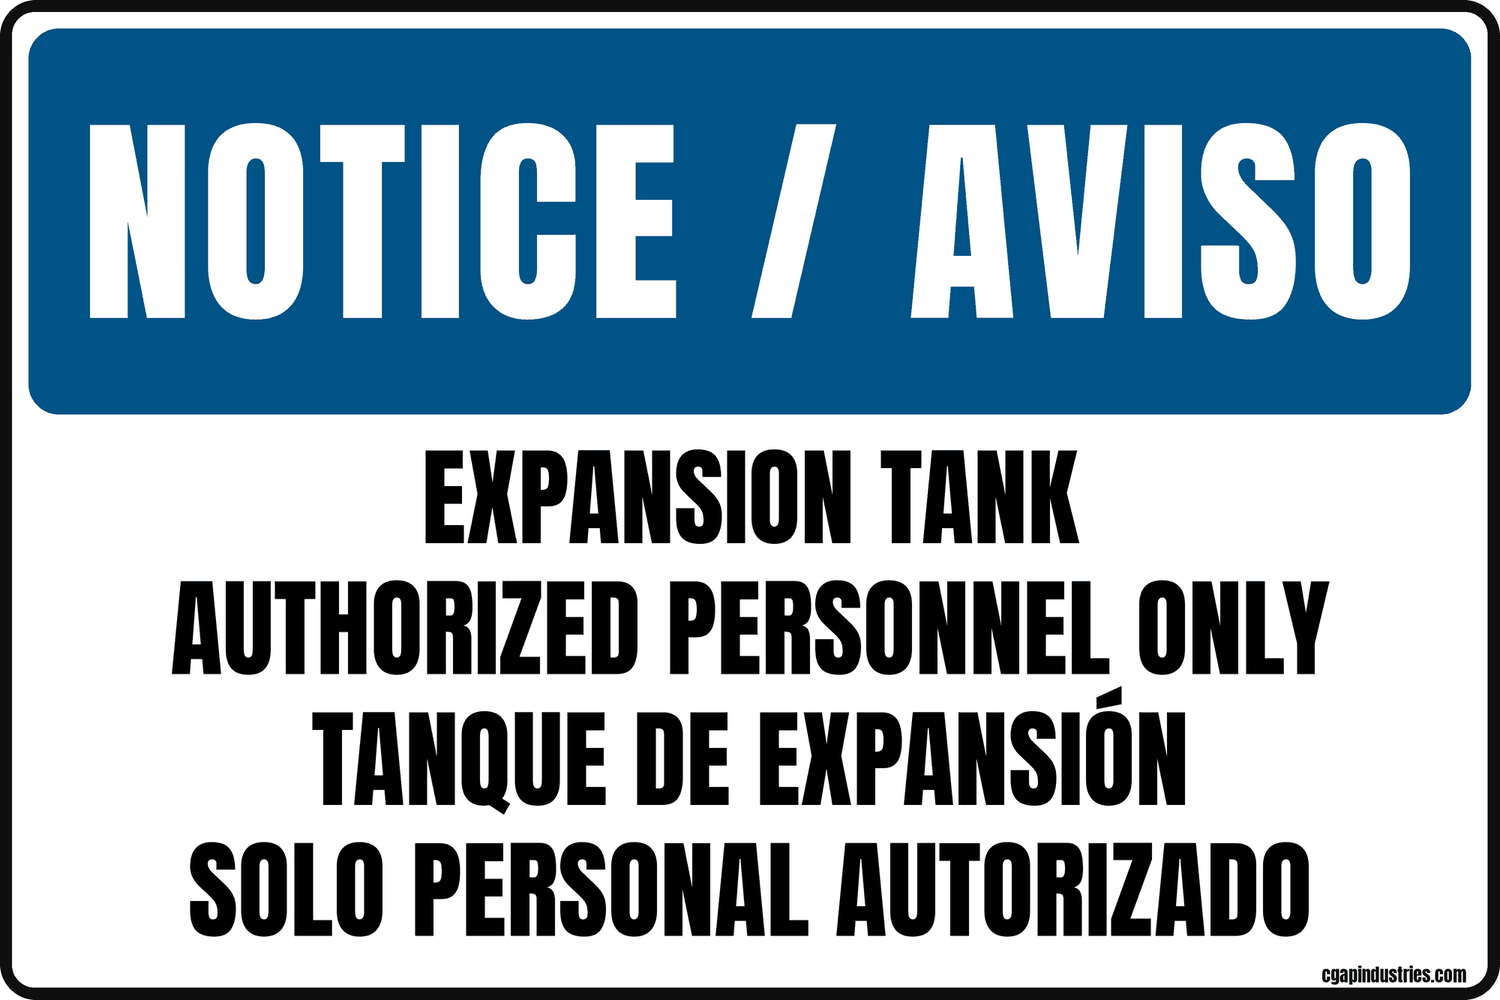 NOTICE / AVISO
EXPANSION TANK
AUTHORIZED PERSONNEL ONLY
TANQUE DE EXPANSIÓN
SOLO PERSONAL AUTORIZADO
cgapindustries.com